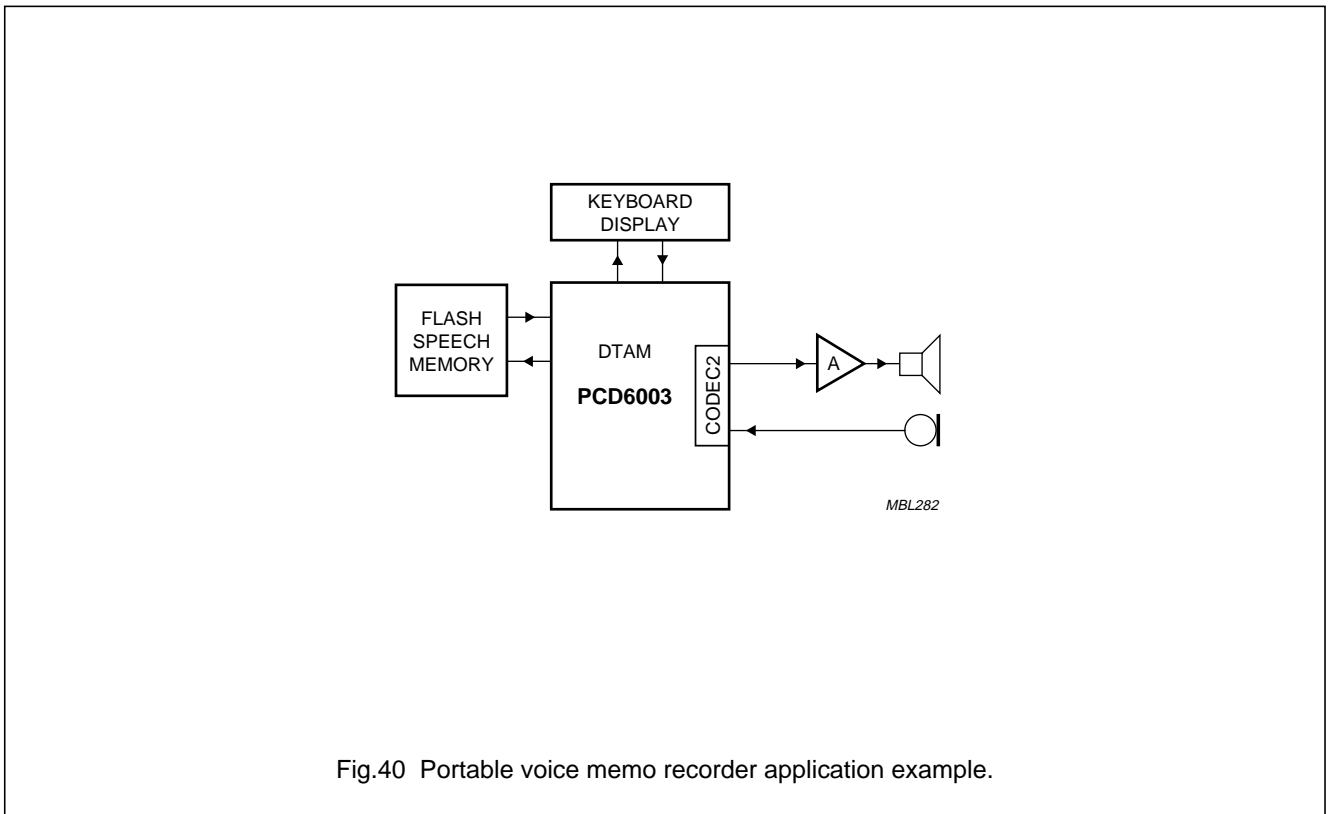 KEYBOARD
DISPLAY
FLASH
SPEECH
MEMORY
DTAM
PCD6003
CODEC2
A
MBL282
Fig.40 Portable voice memo recorder application example.